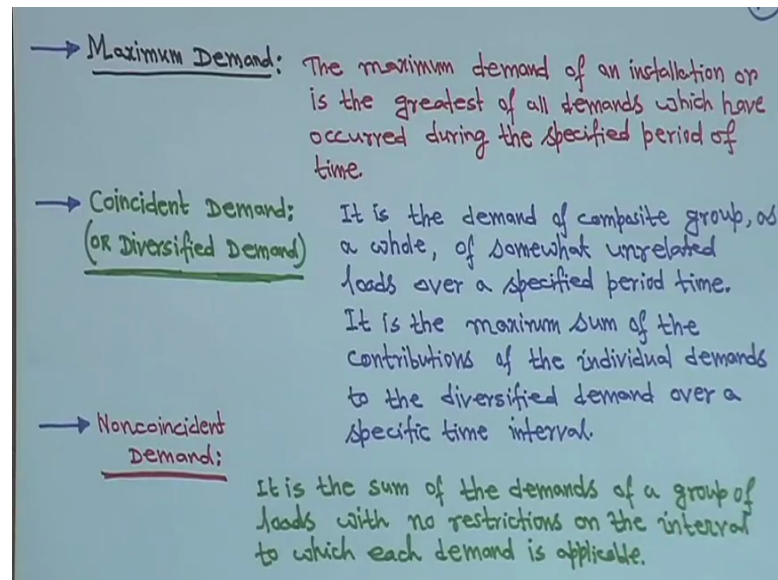 Maximum Demand: The maximum demand of an installation or
is the greatest of all demands which have
occurred during the specified period of
time.
Coincident Demand: It is the demand of composite group, as
(OR Diversified Demand) a whole, of somewhat unrelated
loads over a specified period time.
It is the maximum sum of the
contributions of the individual demands
to the diversified demand over a
specific time interval.
Noncoincident
Demand:
It is the sum of the demands of a group of
loads with no restrictions on the interval
to which each demand is applicable.